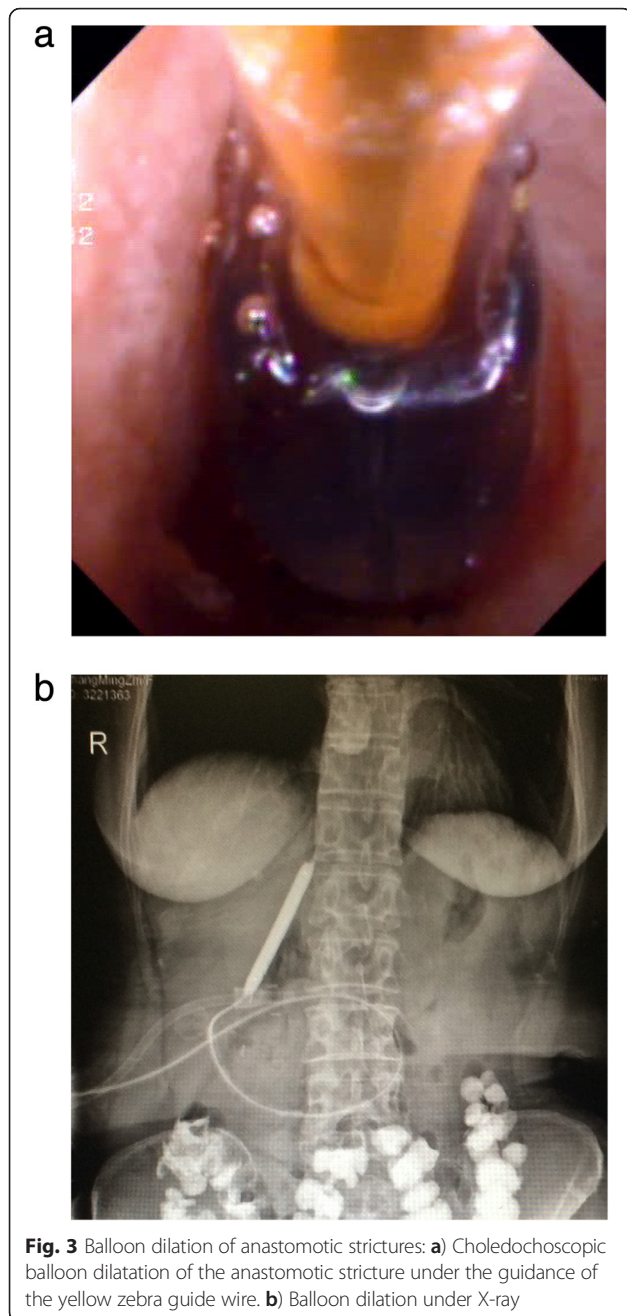 a
2
b
3221363
R
Fig. 3 Balloon dilation of anastomotic strictures: a) Choledochoscopic
balloon dilatation of the anastomotic stricture under the guidance of
the yellow zebra guide wire. b) Balloon dilation under X-ray